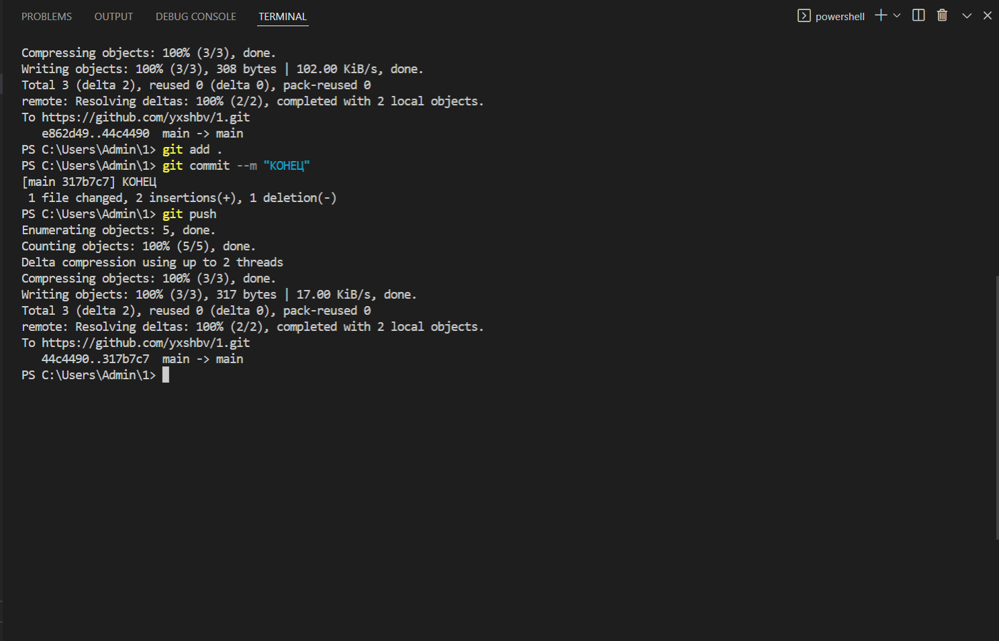 PROBLEMS OUTPUT DEBUG CONSOLE TERMINAL powershell
Compressing objects: 100% (3/3), done.
Writing objects: 100% (3/3), 308 bytes | 102.00 KiB/s, done.
Total 3 (delta 2), reused 0 (delta 0), pack-reused 0
remote: Resolving deltas: 100% (2/2), completed with 2 local objects.
To https://github.com/yxshbv/1.git
   e862d49..44c4490  main -> main
PS C:\Users\Admin\1> git add .
PS C:\Users\Admin\1> git commit --m "КОНЕЦ"
[main 317b7c7] КОНЕЦ
 1 file changed, 2 insertions(+), 1 deletion(-)
PS C:\Users\Admin\1> git push
Enumerating objects: 5, done.
Counting objects: 100% (5/5), done.
Delta compression using up to 2 threads
Compressing objects: 100% (3/3), done.
Writing objects: 100% (3/3), 317 bytes | 17.00 KiB/s, done.
Total 3 (delta 2), reused 0 (delta 0), pack-reused 0
remote: Resolving deltas: 100% (2/2), completed with 2 local objects.
To https://github.com/yxshbv/1.git
   44c4490..317b7c7  main -> main
PS C:\Users\Admin\1>